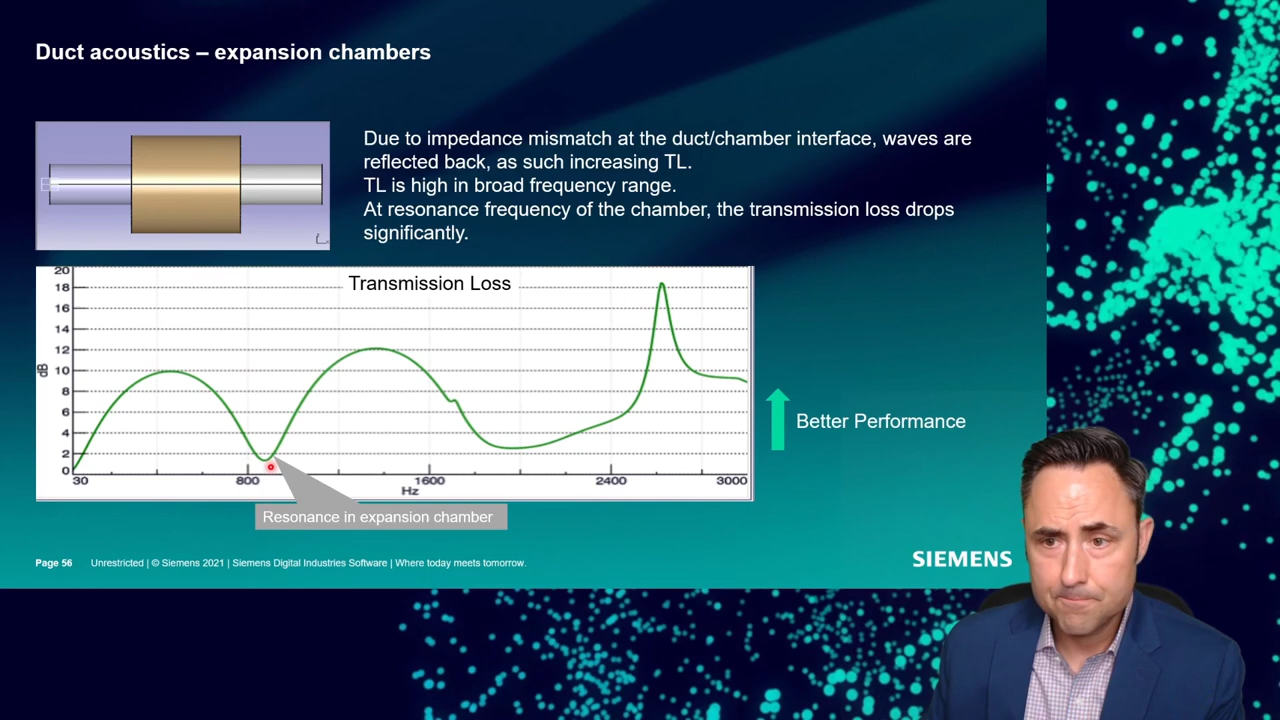 Duct acoustics – expansion chambers
Due to impedance mismatch at the duct/chamber interface, waves are
reflected back, as such increasing TL.
TL is high in broad frequency range.
At resonance frequency of the chamber, the transmission loss drops
significantly.
Transmission Loss
20
18
16
14
12
10
8
6
4
2
0
dB
30
800
1600
2400
3000
Hz
Better Performance
Resonance in expansion chamber
Page 56
Unrestricted | © Siemens 2021 | Siemens Digital Industries Software | Where today meets tomorrow.
SIEMENS